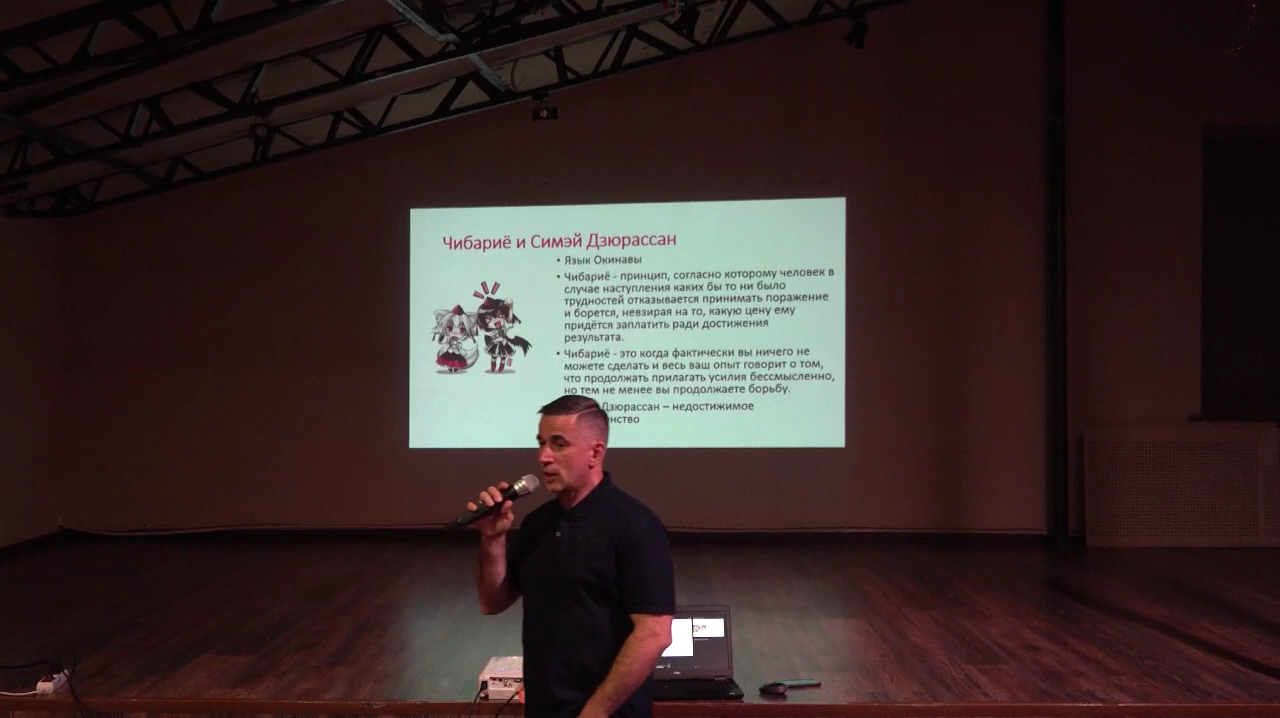 Чибариё и Симэй Дзюрассан
• Язык Окинавы
• Чибариё - принцип, согласно которому человек в
случае наступления каких бы то ни было
трудностей отказывается принимать поражение
и борется, невзирая на то, какую цену ему
придётся заплатить ради достижения
результата.
• Чибариё - это когда фактически вы ничего не
можете сделать и весь ваш опыт говорит о том,
что продолжать прилагать усилия бессмысленно,
но тем не менее вы продолжаете борьбу.
Дзюрассан – недостижимое